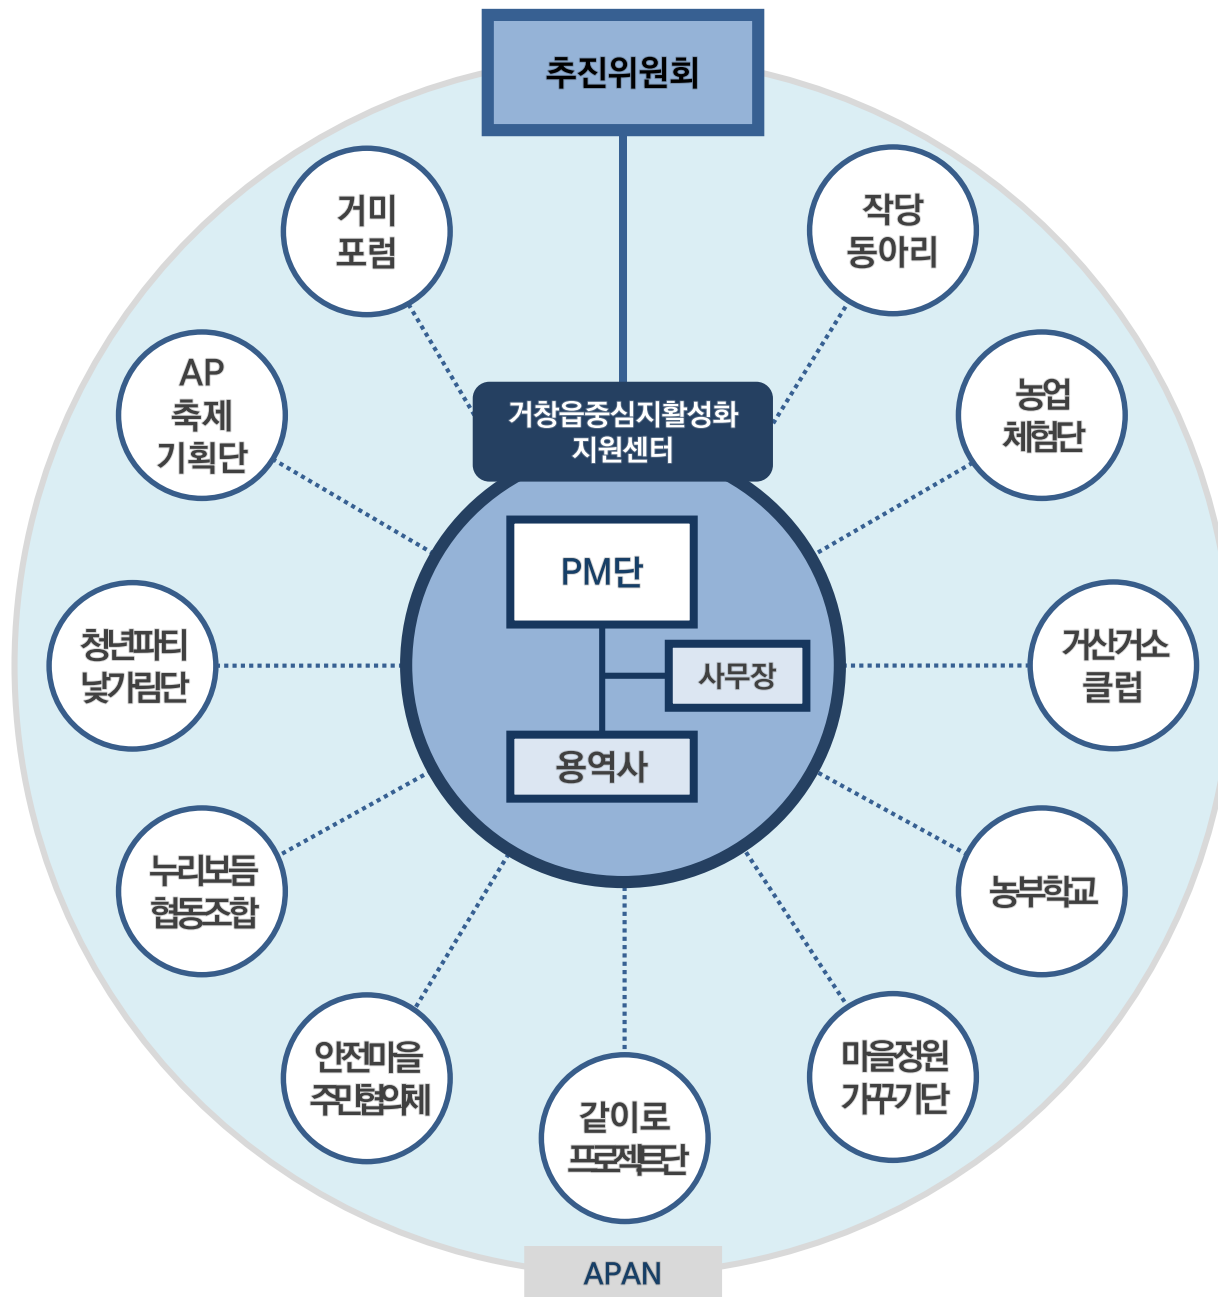 추진위원회
거미
포럼
작당
동아리
AP
축제
기획단
농업
체험단
거창읍중심지활성화
지원센터
PM단
사무장
용역사
청년파티
낯가림단
거산거소
클럽
누리보듬
협동조합
농부학교
안전마을
주민협의체
마을정원
가꾸기단
같이로
프로젝트단
APAN